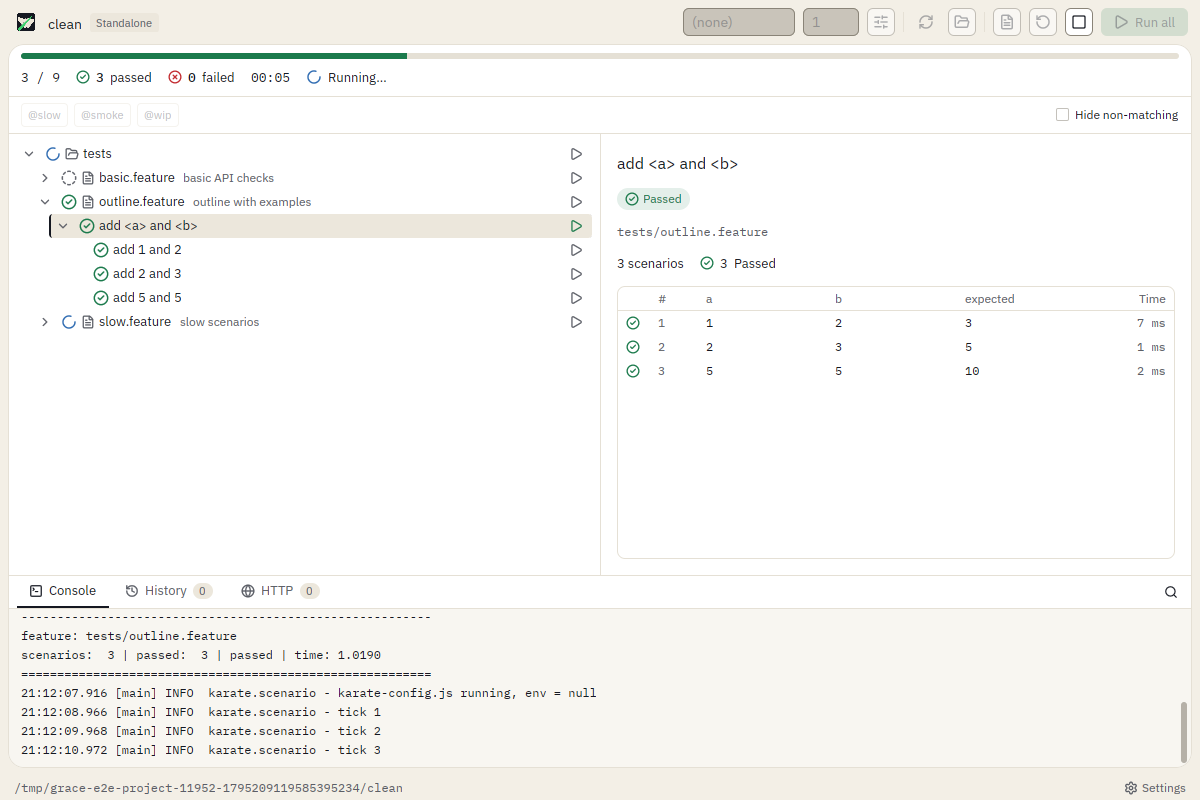 clean Standalone (none) 1 Run all
3 / 9 3 passed 0 failed 00:05 Running...
@slow @smoke @wip Hide non-matching
tests
basic.feature basic API checks
outline.feature outline with examples
add <a> and <b>
add 1 and 2
add 2 and 3
add 5 and 5
slow.feature slow scenarios
add <a> and <b>
Passed
tests/outline.feature
3 scenarios 3 Passed
# a b expected Time
1 1 2 3 7 ms
2 2 3 5 1 ms
3 5 5 10 2 ms
Console History 0 HTTP 0
---------------------------------------------------------
feature: tests/outline.feature
scenarios:  3 | passed:  3 | passed | time: 1.0190
=========================================================
21:12:07.916 [main] INFO  karate.scenario - karate-config.js running, env = null
21:12:08.966 [main] INFO  karate.scenario - tick 1
21:12:09.968 [main] INFO  karate.scenario - tick 2
21:12:10.972 [main] INFO  karate.scenario - tick 3
/tmp/grace-e2e-project-11952-1795209119585395234/clean Settings